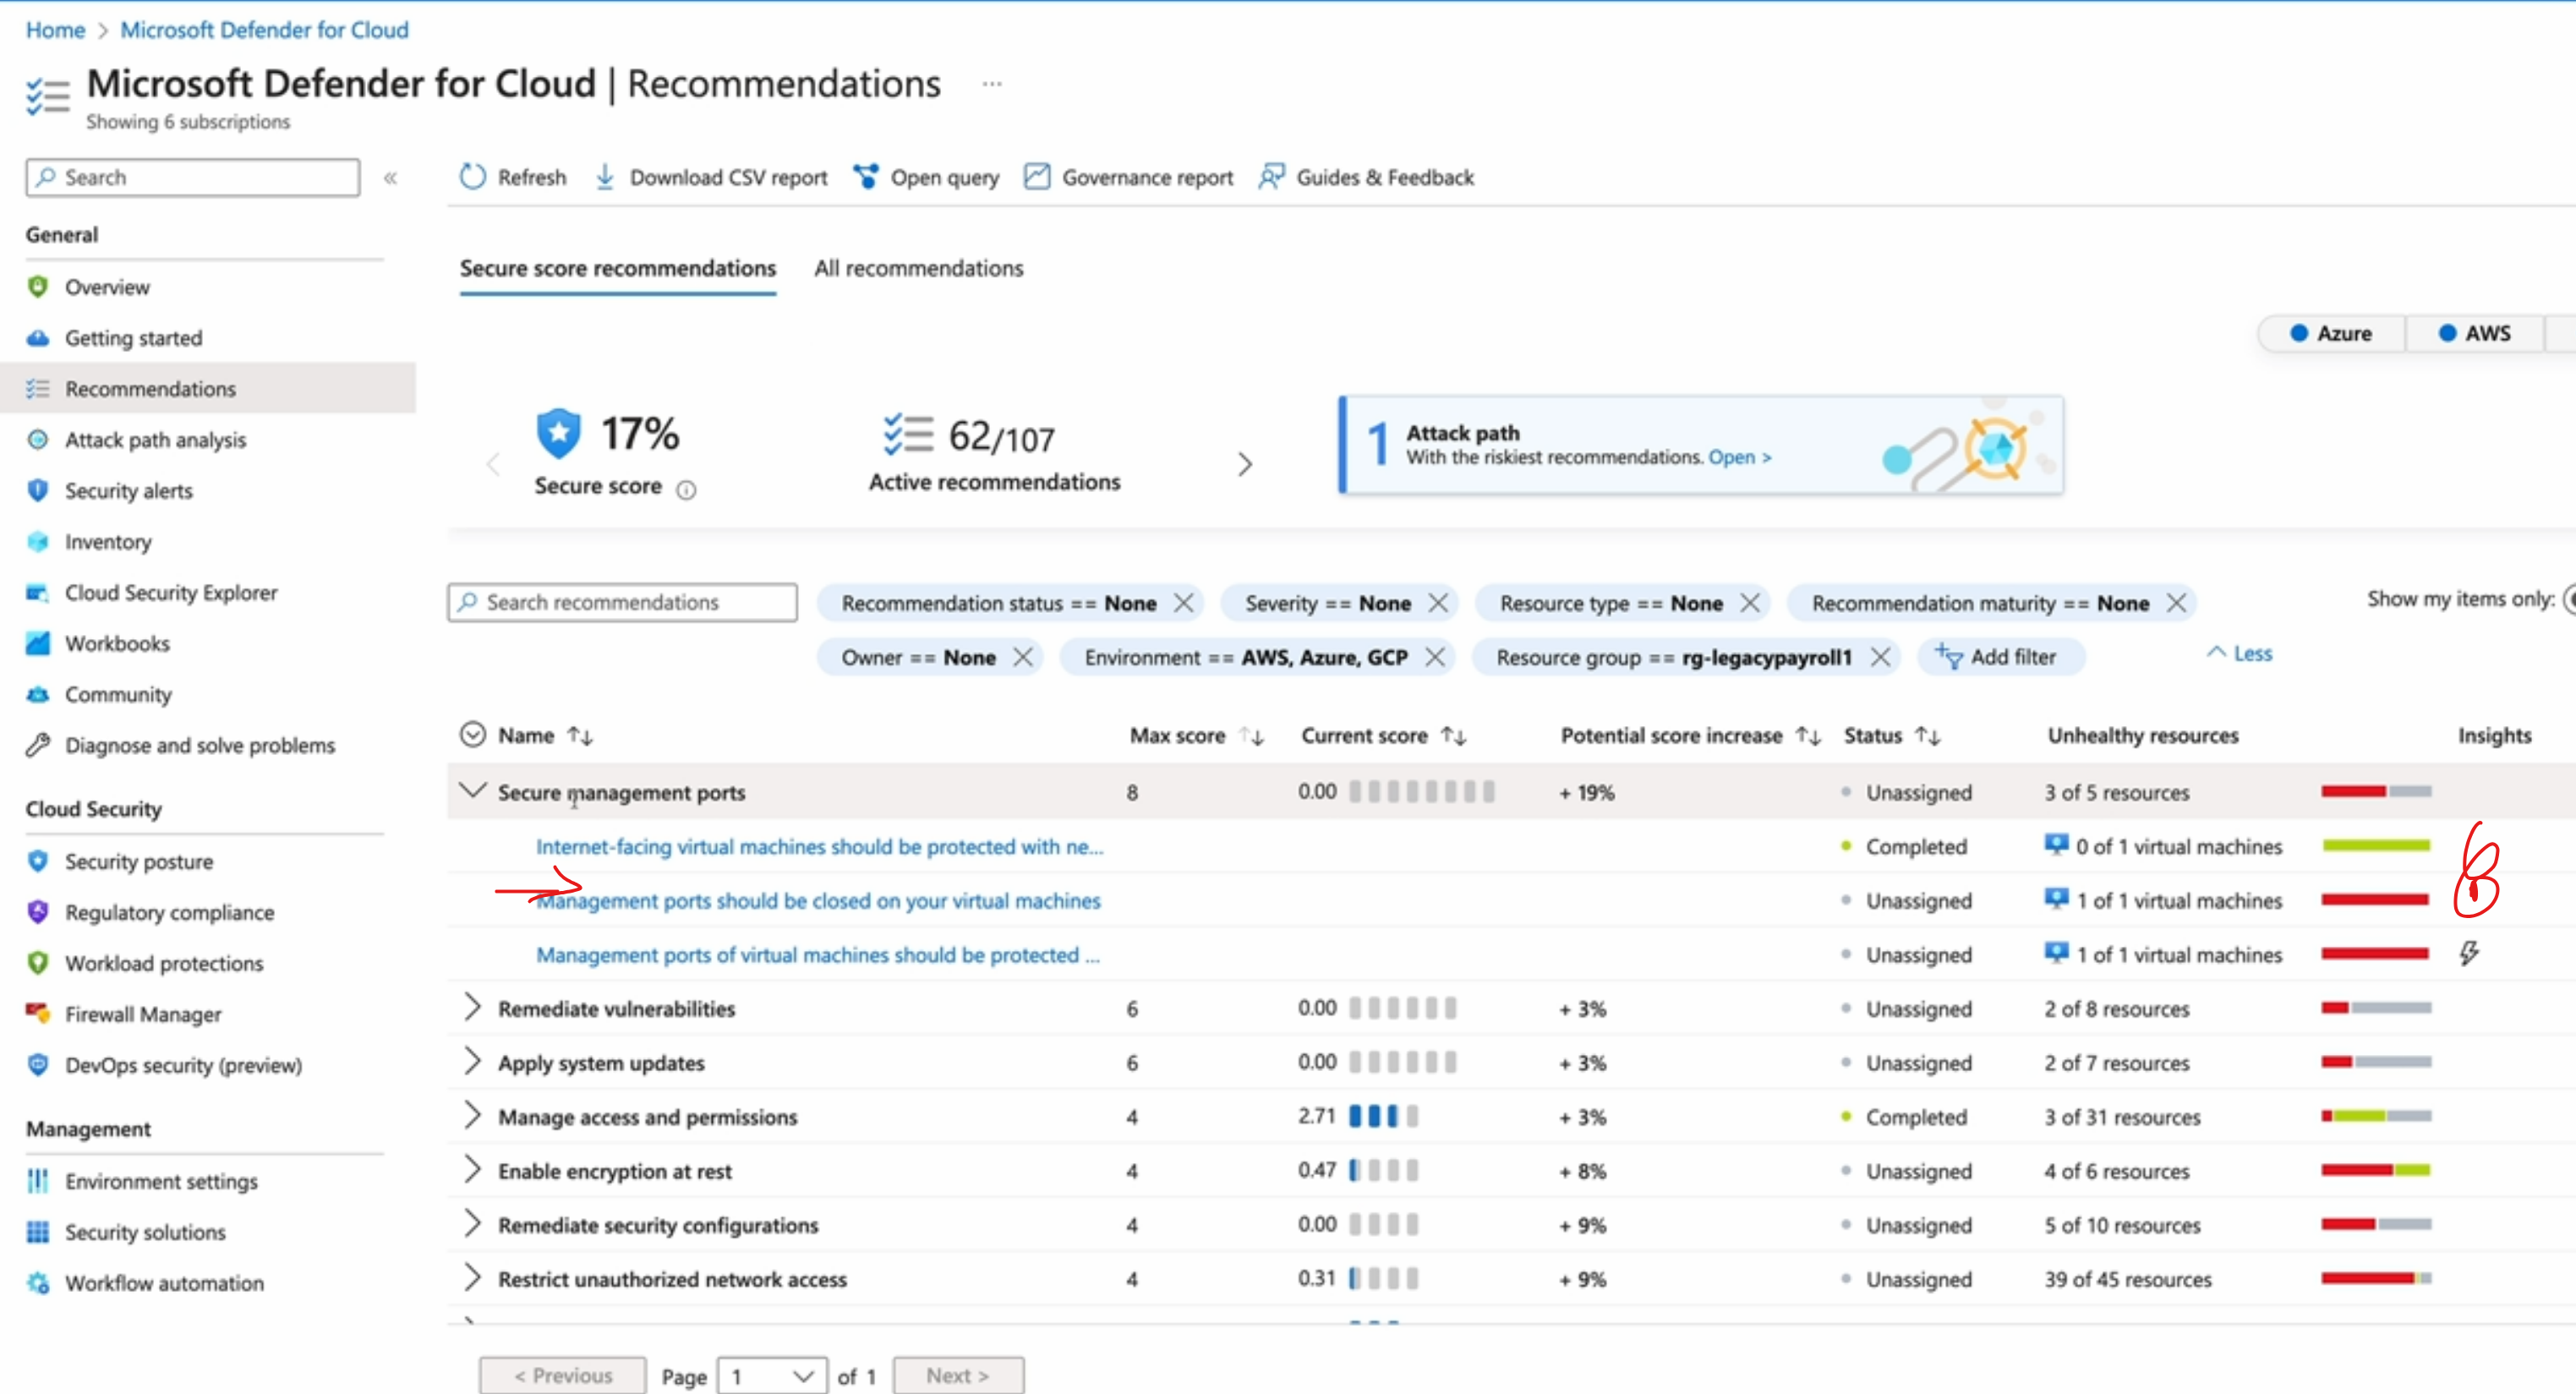 Home > Microsoft Defender for Cloud
Microsoft Defender for Cloud | Recommendations ...
Showing 6 subscriptions
Search «
Refresh Download CSV report Open query Governance report Guides & Feedback
General
Overview
Getting started
Recommendations
Attack path analysis
Security alerts
Inventory
Cloud Security Explorer
Workbooks
Community
Diagnose and solve problems
Cloud Security
Security posture
Regulatory compliance
Workload protections
Firewall Manager
DevOps security (preview)
Management
Environment settings
Security solutions
Workflow automation
Secure score recommendations All recommendations
Azure AWS
17%
Secure score
62/107
Active recommendations
1 Attack path
With the riskiest recommendations. Open >
Search recommendations Recommendation status == None Severity == None Resource type == None Recommendation maturity == None Show my items only:
Owner == None Environment == AWS, Azure, GCP Resource group == rg-legacypayroll1 Add filter Less
Name Max score Current score Potential score increase Status Unhealthy resources Insights
Secure management ports 8 0.00 + 19% Unassigned 3 of 5 resources
Internet-facing virtual machines should be protected with ne... Completed 0 of 1 virtual machines
Management ports should be closed on your virtual machines Unassigned 1 of 1 virtual machines
Management ports of virtual machines should be protected ... Unassigned 1 of 1 virtual machines
Remediate vulnerabilities 6 0.00 + 3% Unassigned 2 of 8 resources
Apply system updates 6 0.00 + 3% Unassigned 2 of 7 resources
Manage access and permissions 4 2.71 + 3% Completed 3 of 31 resources
Enable encryption at rest 4 0.47 + 8% Unassigned 4 of 6 resources
Remediate security configurations 4 0.00 + 9% Unassigned 5 of 10 resources
Restrict unauthorized network access 4 0.31 + 9% Unassigned 39 of 45 resources
< Previous Page 1 of 1 Next >